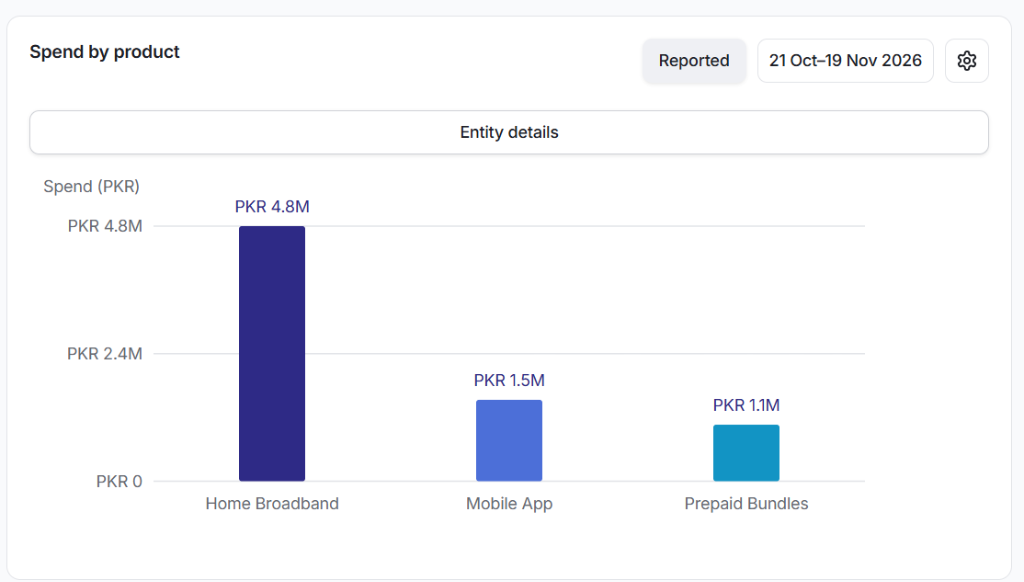 Spend by product
Reported
21 Oct–19 Nov 2026
Entity details
Spend (PKR)
PKR 4.8M
PKR 4.8M
PKR 2.4M
PKR 1.5M
PKR 1.1M
PKR 0
Home Broadband
Mobile App
Prepaid Bundles